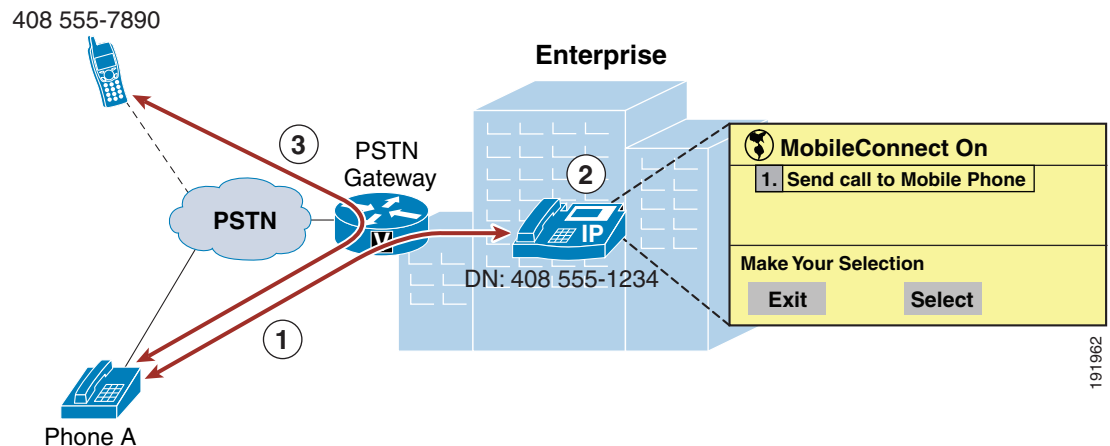 408 555-7890
Enterprise
3
PSTN
Gateway
2
MobileConnect On
1. Send call to Mobile Phone
PSTN
IP
V
DN: 408 555-1234
Make Your Selection
Exit Select
1
191962
Phone A